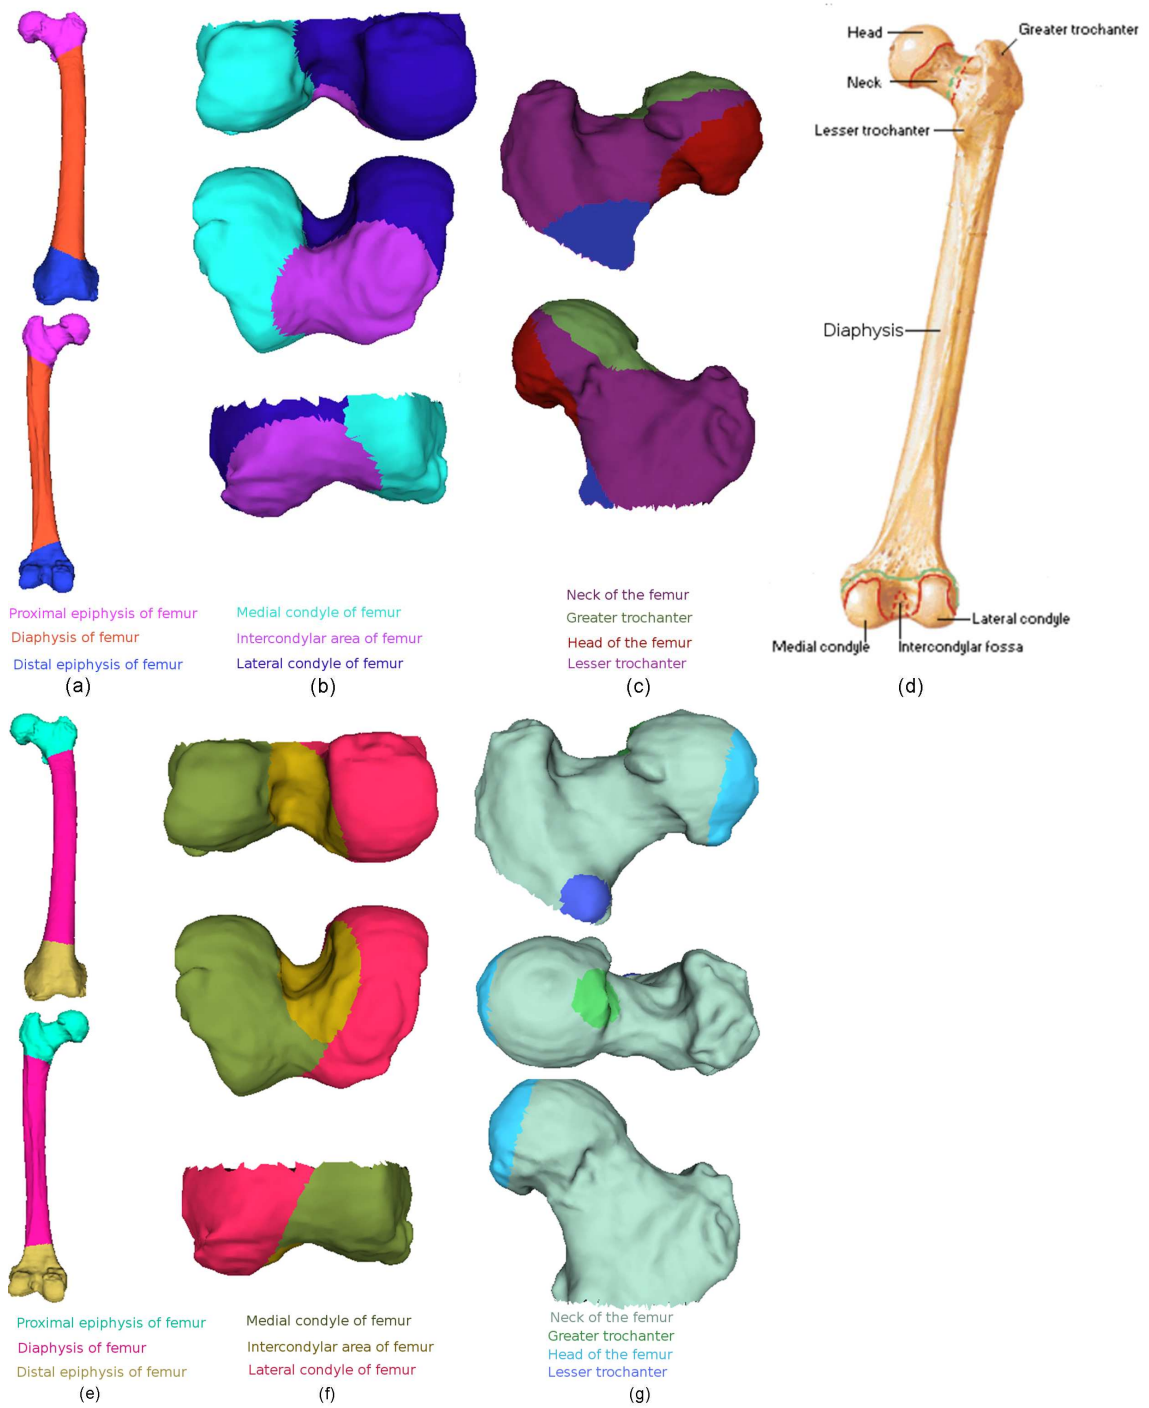 Head
Greater trochanter
Neck
Lesser trochanter
Diaphysis
Lateral condyle
Medial condyle
Intercondylar fossa
Proximal epiphysis of femur
Diaphysis of femur
Distal epiphysis of femur
(a)
Medial condyle of femur
Intercondylar area of femur
Lateral condyle of femur
(b)
Neck of the femur
Greater trochanter
Head of the femur
Lesser trochanter
(c)
(d)
Proximal epiphysis of femur
Diaphysis of femur
Distal epiphysis of femur
(e)
Medial condyle of femur
Intercondylar area of femur
Lateral condyle of femur
(f)
Neck of the femur
Greater trochanter
Head of the femur
Lesser trochanter
(g)